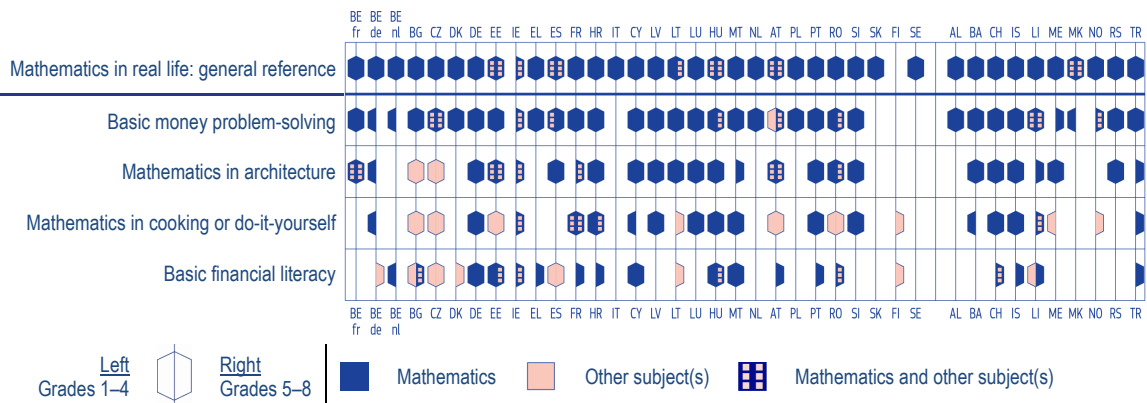 BE BE BE
fr de nl BG CZ DK DE EE IE EL ES FR HR IT CY LV LT LU HU MT NL AT PL PT RO SI SK FI SE AL BA CH IS LI ME MK NO RS TR
Mathematics in real life: general reference
Basic money problem-solving
Mathematics in architecture
Mathematics in cooking or do-it-yourself
Basic financial literacy
BE BE BE BG CZ DK DE EE IE EL ES FR HR IT CY LV LT LU HU MT NL AT PL PT RO SI SK FI SE AL BA CH IS LI ME MK NO RS TR
fr de nl
Left Right
Grades 1–4 Grades 5–8
Mathematics Other subject(s) Mathematics and other subject(s)